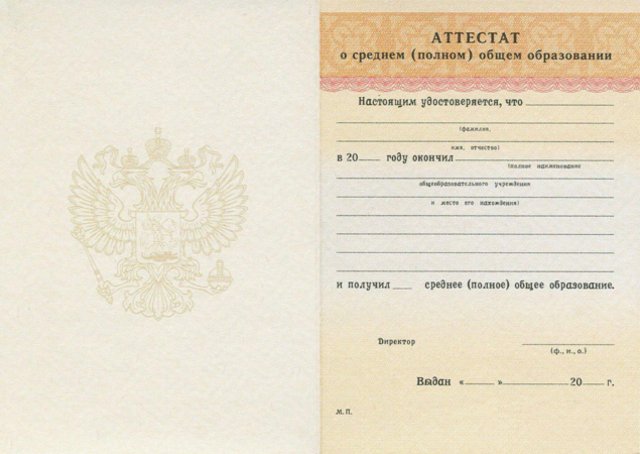 АТТЕСТАТ
о среднем (полном) общем образовании
Настоящим удостоверяется, что
(фамилия,
имя, отчество)
в 20 году окончил
(полное наименование
общеобразовательного учреждения
и место его нахождения)
и получил среднее (полное) общее образование.
Директор
(ф., и., о.)
Выдан « » 20 г.
М.П.